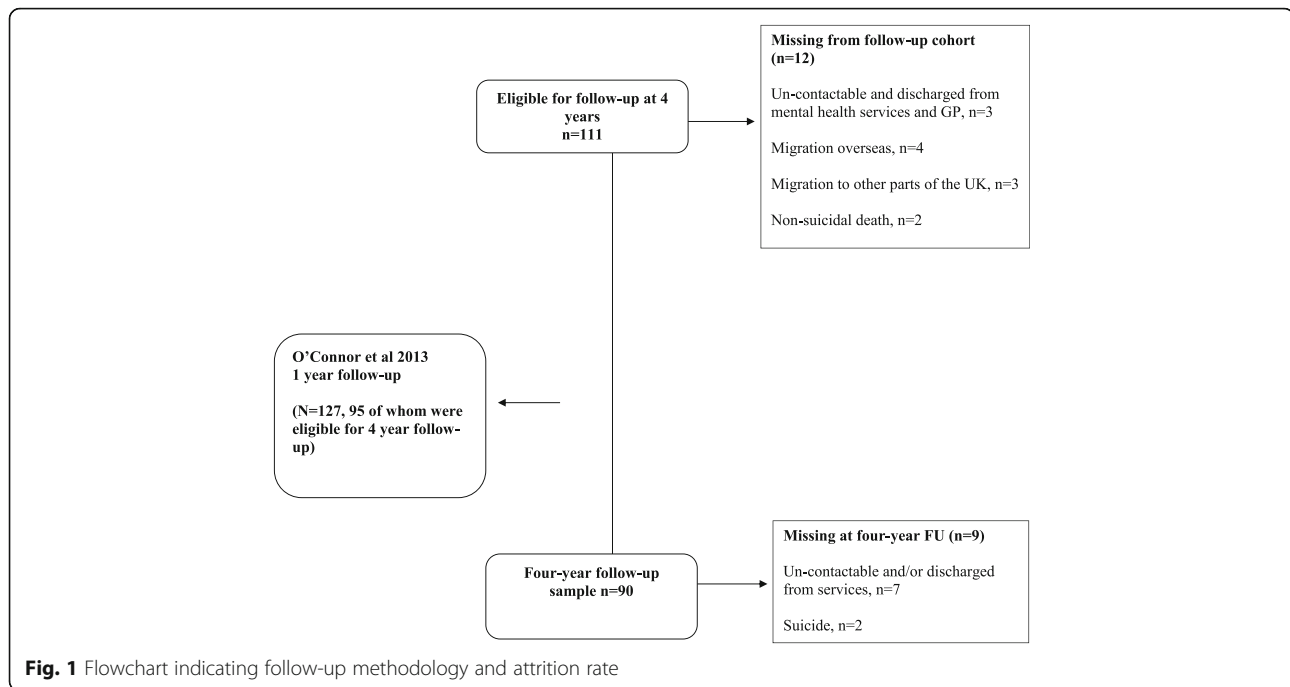 Eligible for follow-up at 4
years
n=111
Missing from follow-up cohort
(n=12)
Un-contactable and discharged from
mental health services and GP, n=3
Migration overseas, n=4
Migration to other parts of the UK, n=3
Non-suicidal death, n=2
O’Connor et al 2013
1 year follow-up
(N=127, 95 of whom were
eligible for 4 year follow-
up)
Four-year follow-up
sample n=90
Missing at four-year FU (n=9)
Un-contactable and/or discharged
from services, n=7
Suicide, n=2
Fig. 1 Flowchart indicating follow-up methodology and attrition rate